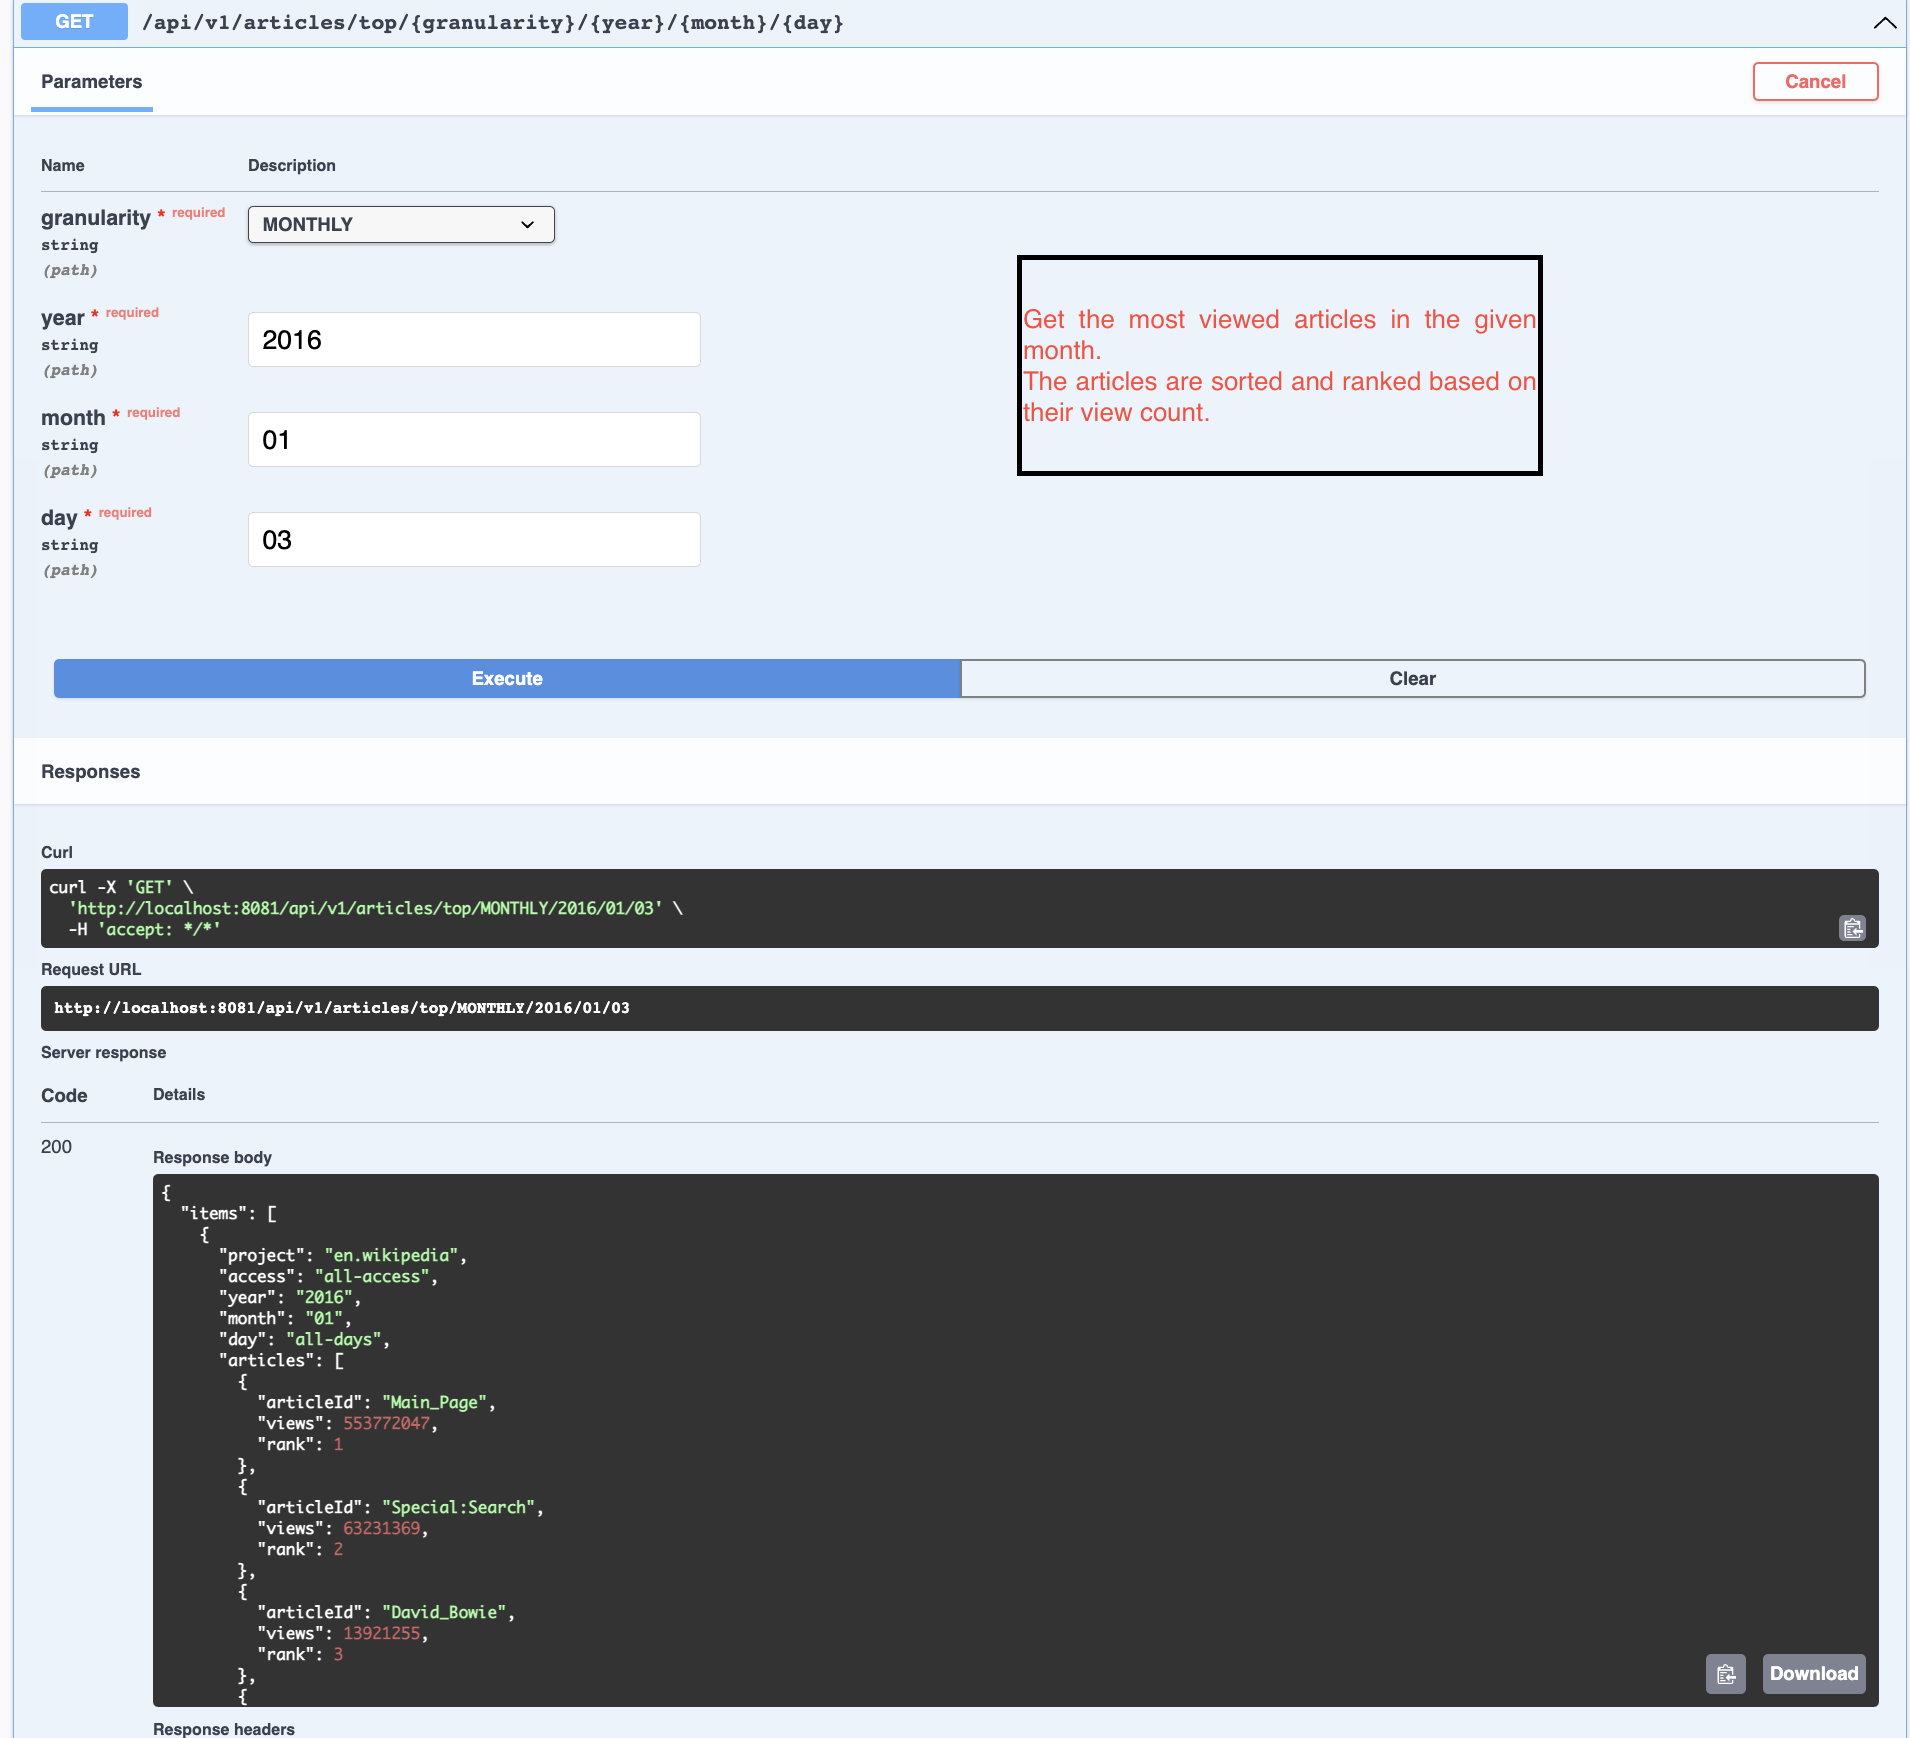 GET /api/v1/articles/top/{granularity}/{year}/{month}/{day}
Parameters
Cancel
Name Description
granularity * required
string
(path)
MONTHLY
year * required
string
(path)
2016
month * required
string
(path)
01
day * required
string
(path)
03
Get the most viewed articles in the given
month.
The articles are sorted and ranked based on
their view count.
Execute Clear
Responses
Curl
curl -X 'GET' \
  'http://localhost:8081/api/v1/articles/top/MONTHLY/2016/01/03' \
  -H 'accept: */*'
Request URL
http://localhost:8081/api/v1/articles/top/MONTHLY/2016/01/03
Server response
Code Details
200
Response body
{
  "items": [
    {
      "project": "en.wikipedia",
      "access": "all-access",
      "year": "2016",
      "month": "01",
      "day": "all-days",
      "articles": [
        {
          "articleId": "Main_Page",
          "views": 553772047,
          "rank": 1
        },
        {
          "articleId": "Special:Search",
          "views": 63231369,
          "rank": 2
        },
        {
          "articleId": "David_Bowie",
          "views": 13921255,
          "rank": 3
        },
        {
Download
Response headers